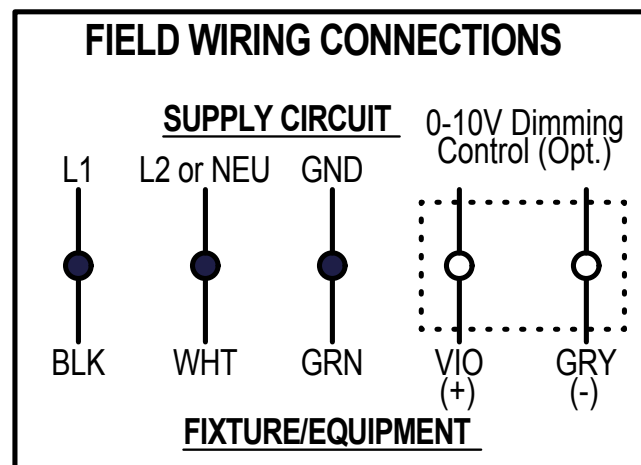 FIELD WIRING CONNECTIONS
SUPPLY CIRCUIT
0-10V Dimming
Control (Opt.)
L1 L2 or NEU GND
BLK WHT GRN VIO GRY
(+) (-)
FIXTURE/EQUIPMENT